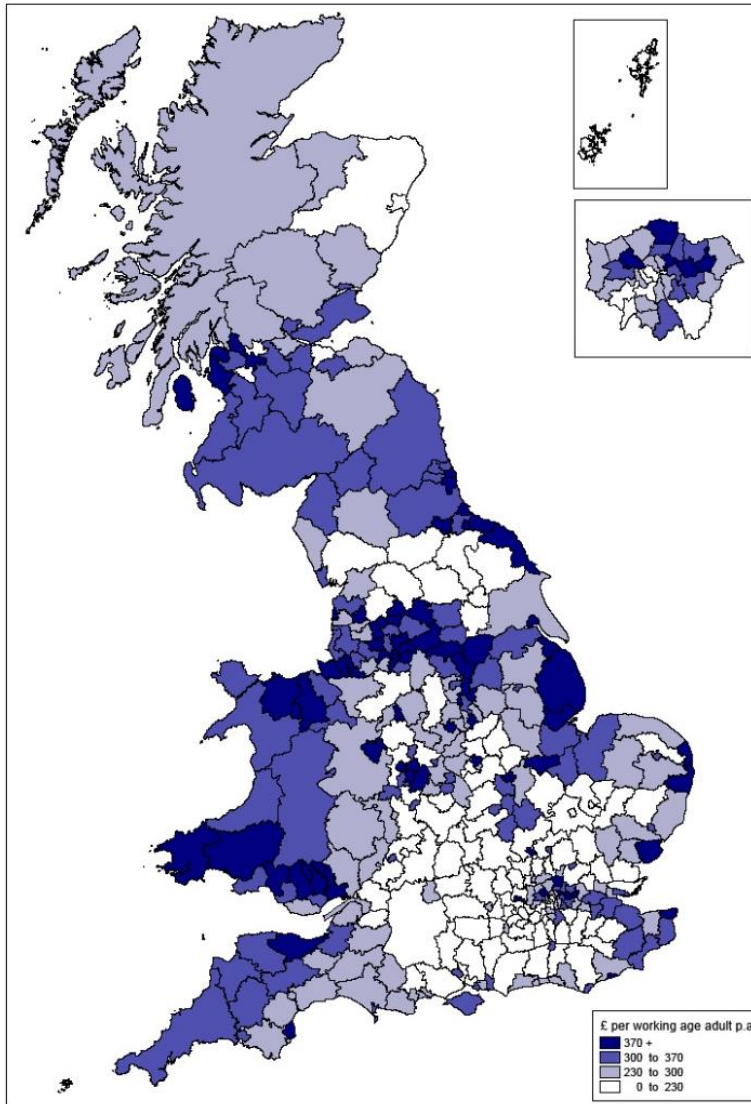 £ per working age adult p.a
370 +
300 to 370
230 to 300
0 to 230